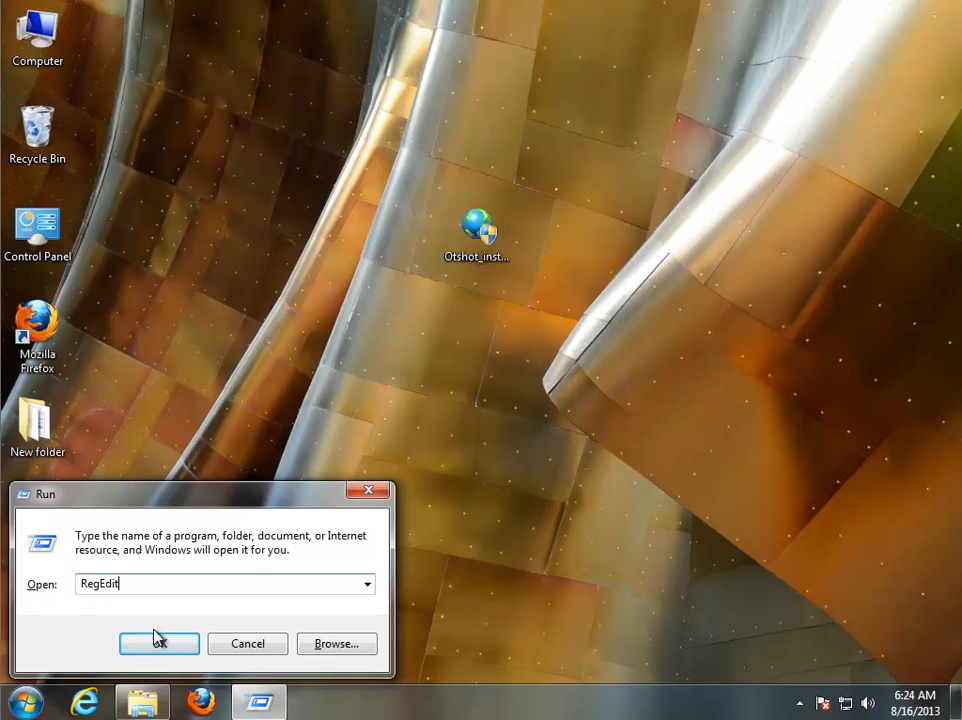 Computer
Recycle Bin
Control Panel
Mozilla
Firefox
New folder
Otshot_inst...
Run
Type the name of a program, folder, document, or Internet
resource, and Windows will open it for you.
Open: RegEdit
Cancel Browse...
6:24 AM
8/16/2013